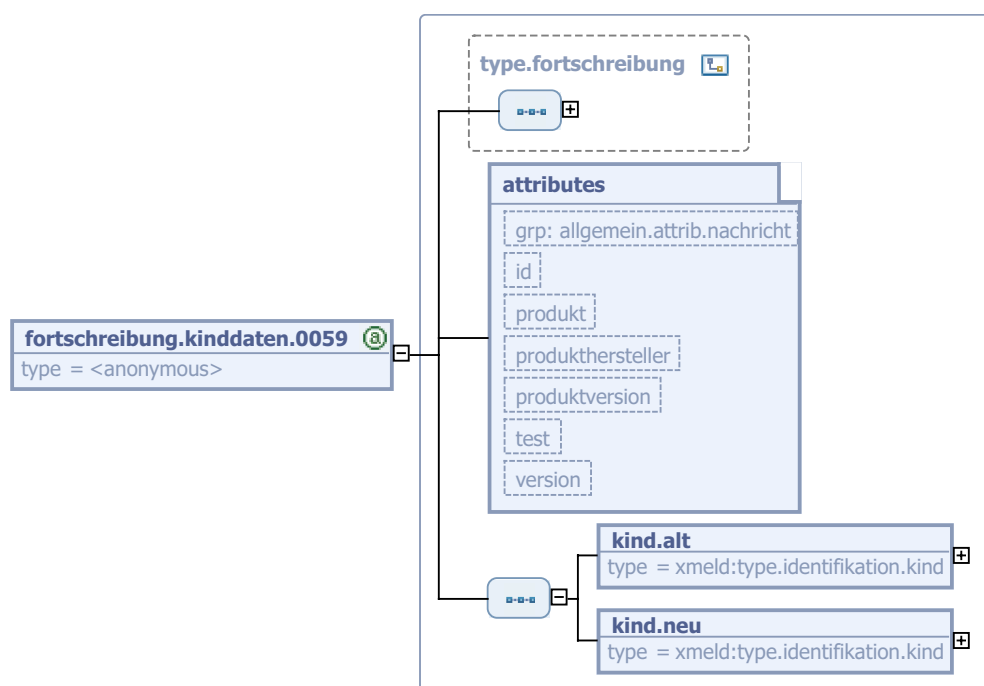 type.fortschreibung
attributes
grp: allgemein.attrib.nachricht
id
produkt
fortschreibung.kinddaten.0059 @
type = <anonymous>
produkthersteller
produktversion
test
version
kind.alt
type = xmeld:type.identifikation.kind
kind.neu
type = xmeld:type.identifikation.kind